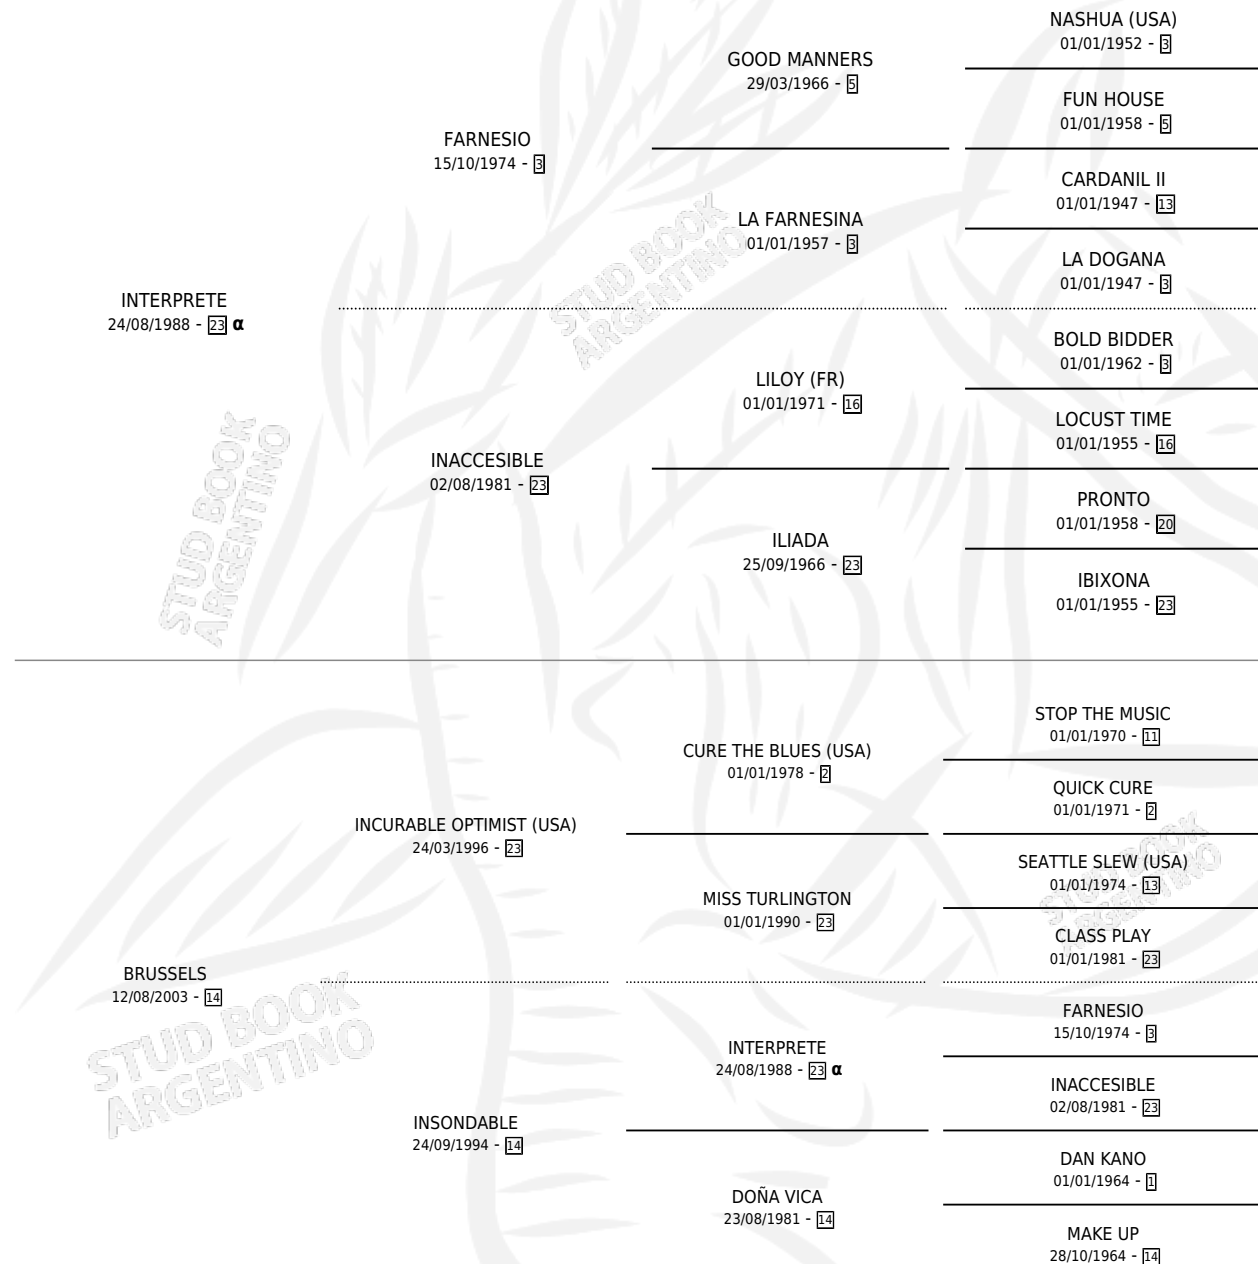 NASHUA (USA)
01/01/1952 - 3
GOOD MANNERS
29/03/1966 - 5
FUN HOUSE
01/01/1958 - 5
FARNESIO
15/10/1974 - 3
CARDANIL II
01/01/1947 - 13
LA FARNESINA
01/01/1957 - 3
LA DOGANA
01/01/1947 - 3
INTERPRETE
24/08/1988 - 23 α
BOLD BIDDER
01/01/1962 - 3
LILOY (FR)
01/01/1971 - 16
LOCUST TIME
01/01/1955 - 16
INACCESIBLE
02/08/1981 - 23
PRONTO
01/01/1958 - 20
ILIADA
25/09/1966 - 23
IBIXONA
01/01/1955 - 23
STUD BOOK
ARGENTINO
STUD BOOK
ARGENTINO
STOP THE MUSIC
01/01/1970 - 11
CURE THE BLUES (USA)
01/01/1978 - 2
QUICK CURE
01/01/1971 - 2
INCURABLE OPTIMIST (USA)
24/03/1996 - 23
SEATTLE SLEW (USA)
01/01/1974 - 13
MISS TURLINGTON
01/01/1990 - 23
CLASS PLAY
01/01/1981 - 23
BRUSSELS
12/08/2003 - 14
FARNESIO
15/10/1974 - 3
INTERPRETE
24/08/1988 - 23 α
INACCESIBLE
02/08/1981 - 23
INSONDABLE
24/09/1994 - 14
DAN KANO
01/01/1964 - 1
DOÑA VICA
23/08/1981 - 14
MAKE UP
28/10/1964 - 14
STUD BOOK
ARGENTINO
STUD BOOK
ARGENTINO